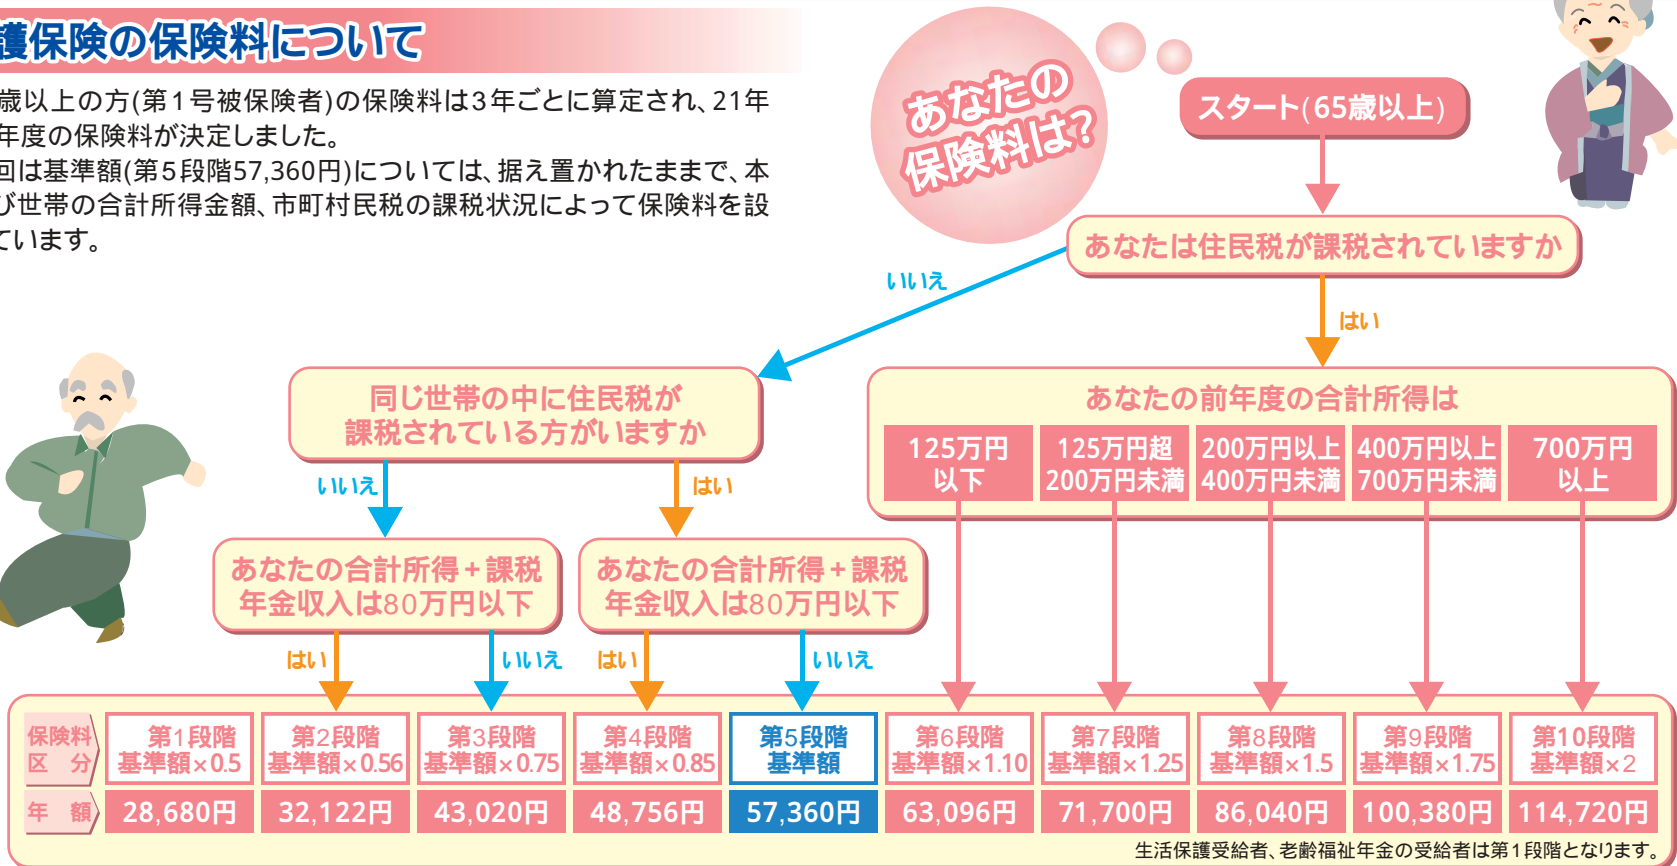 護保険の保険料について
歳以上の方(第1号被保険者)の保険料は3年ごとに算定され、21年
年度の保険料が決定しました。
回は基準額(第5段階57,360円)については、据え置かれたままで、本
び世帯の合計所得金額、市町村民税の課税状況によって保険料を設
ています。
あなたの
保険料は?
スタート(65歳以上)
あなたは住民税が課税されていますか
いいえ
はい
同じ世帯の中に住民税が
課税されている方がいますか
いいえ
はい
あなたの前年度の合計所得は
125万円
以下
125万円超
200万円未満
200万円以上
400万円未満
400万円以上
700万円未満
700万円
以上
あなたの合計所得+課税
年金収入は80万円以下
あなたの合計所得+課税
年金収入は80万円以下
はい
いいえ
はい
いいえ
保険料
区 分
第1段階
基準額×0.5
第2段階
基準額×0.56
第3段階
基準額×0.75
第4段階
基準額×0.85
第5段階
基準額
第6段階
基準額×1.10
第7段階
基準額×1.25
第8段階
基準額×1.5
第9段階
基準額×1.75
第10段階
基準額×2
年 額
28,680円
32,122円
43,020円
48,756円
57,360円
63,096円
71,700円
86,040円
100,380円
114,720円
生活保護受給者、老齢福祉年金の受給者は第1段階となります。